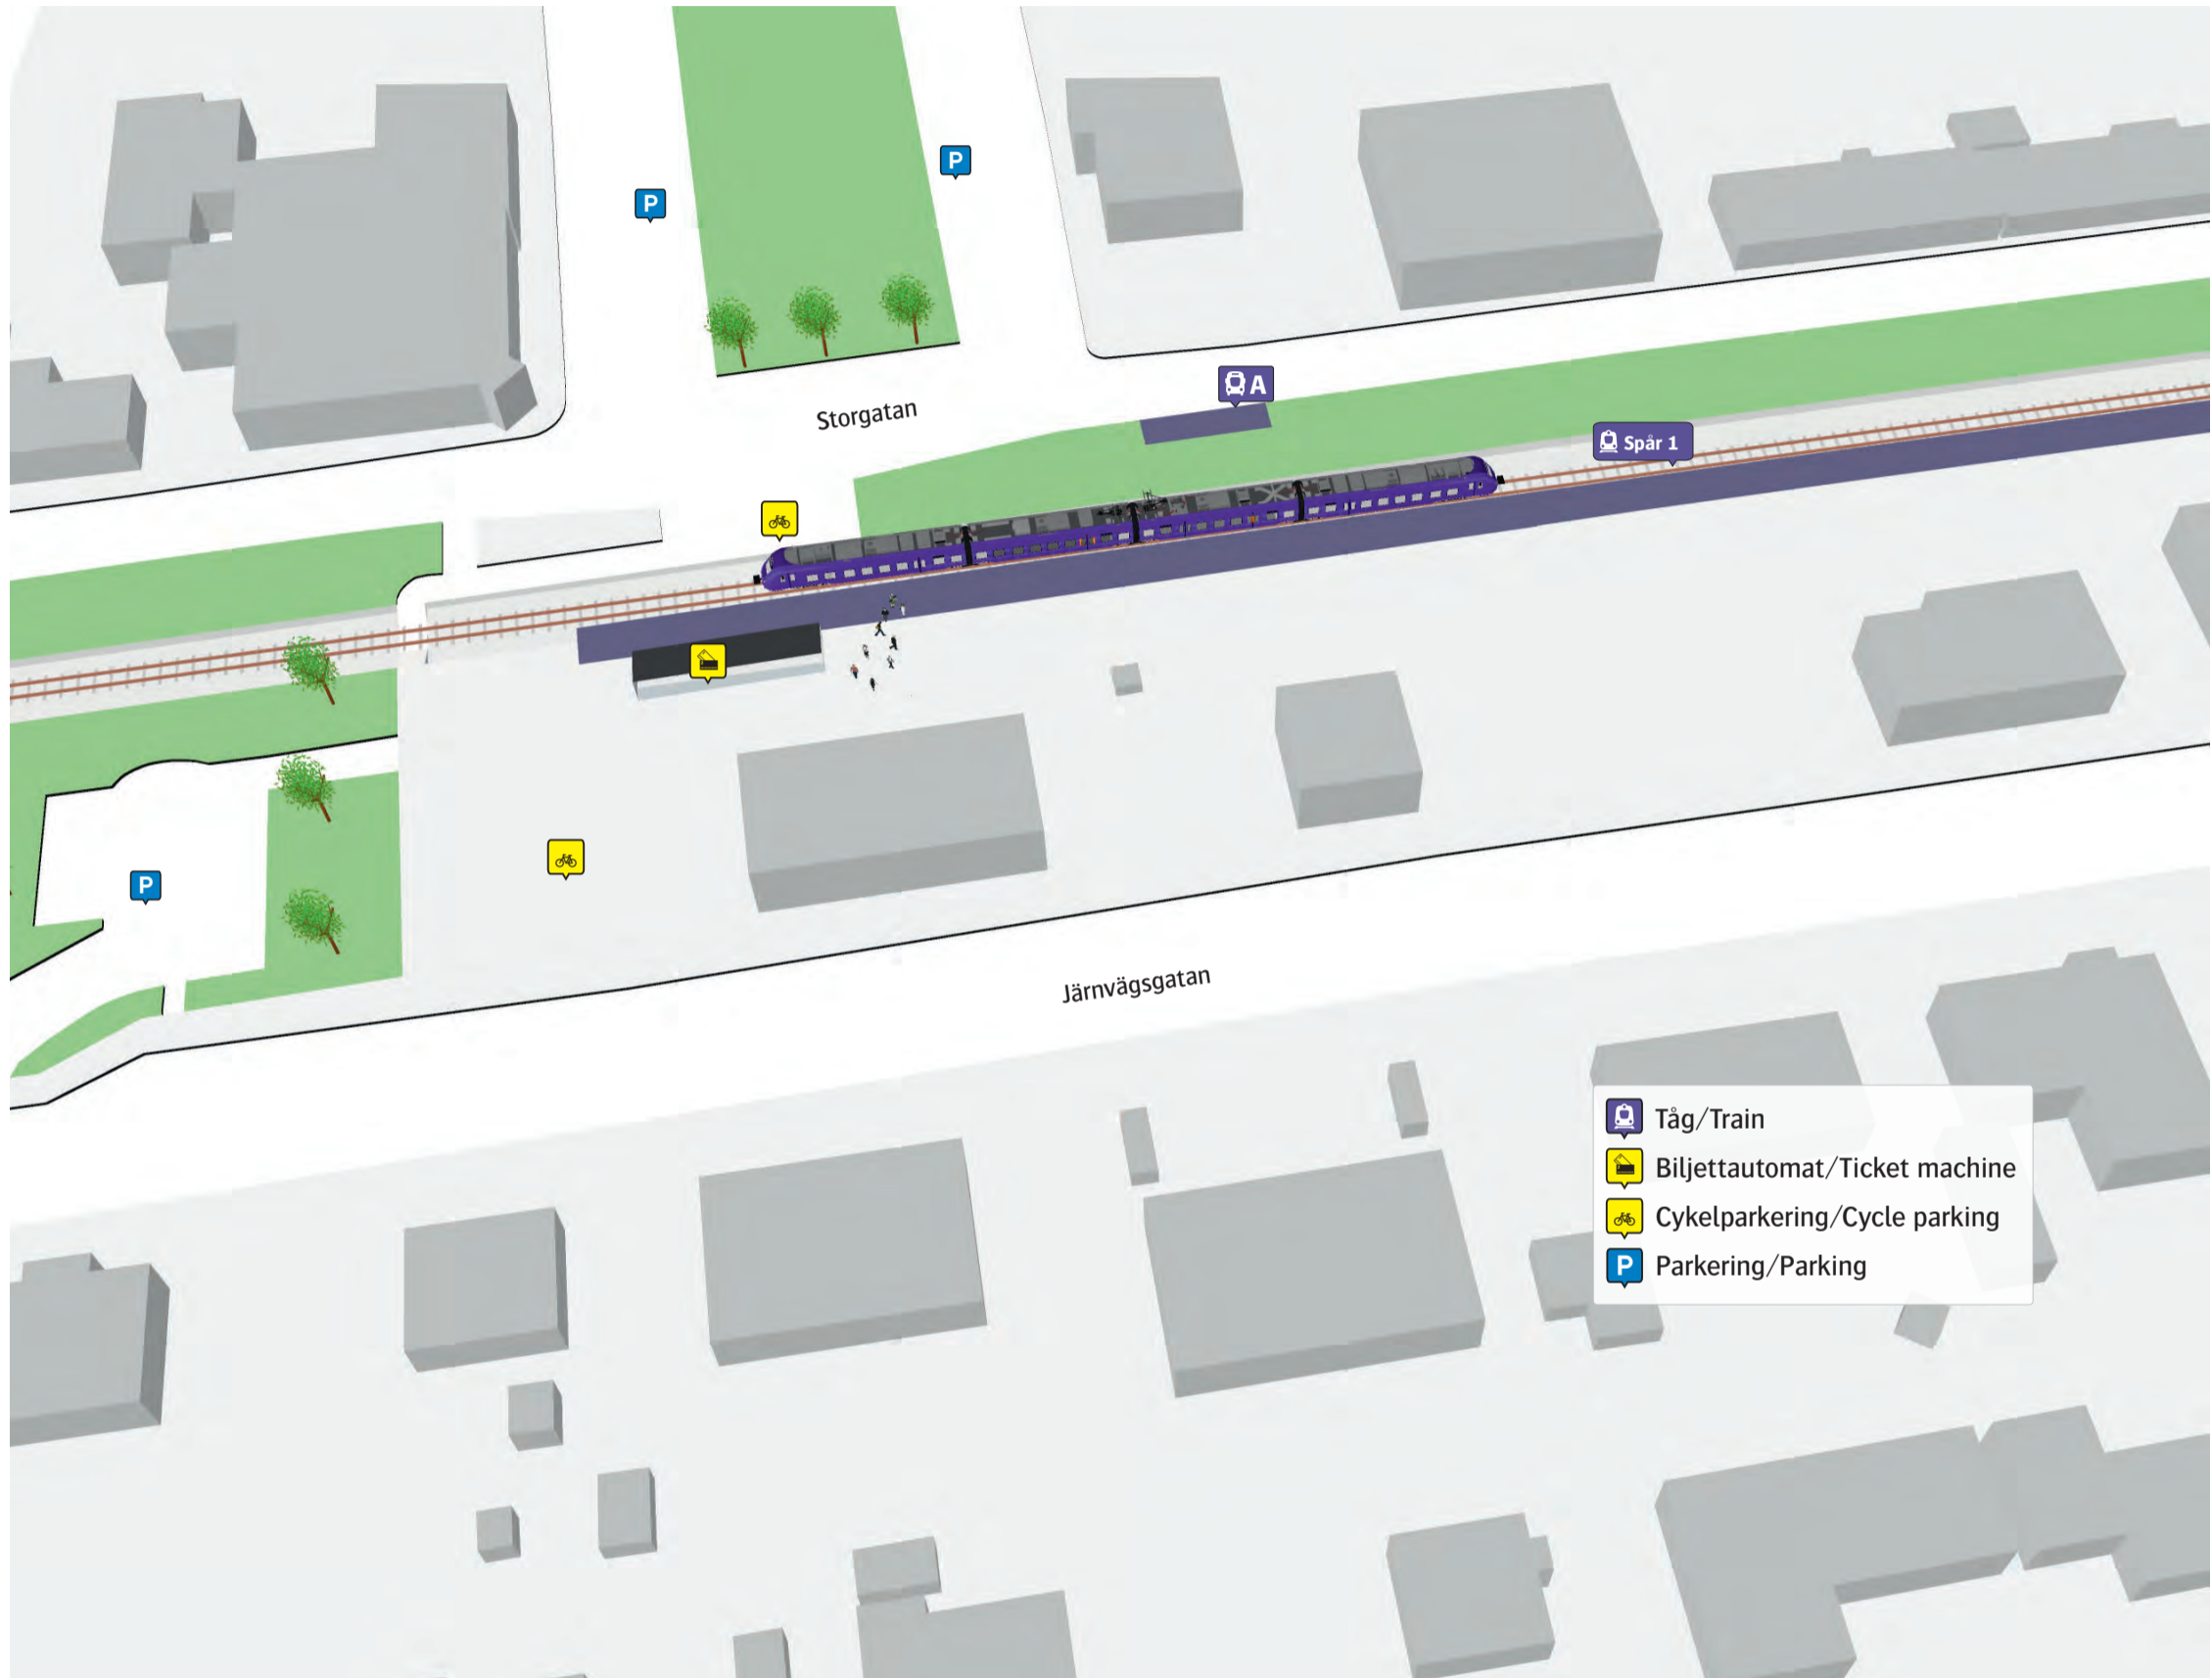 P
P
Storgatan
A
Spår 1
P
Järnvägsgatan
Tåg/Train
Biljettautomat/Ticket machine
Cykelparkering/Cycle parking
P Parkering/Parking